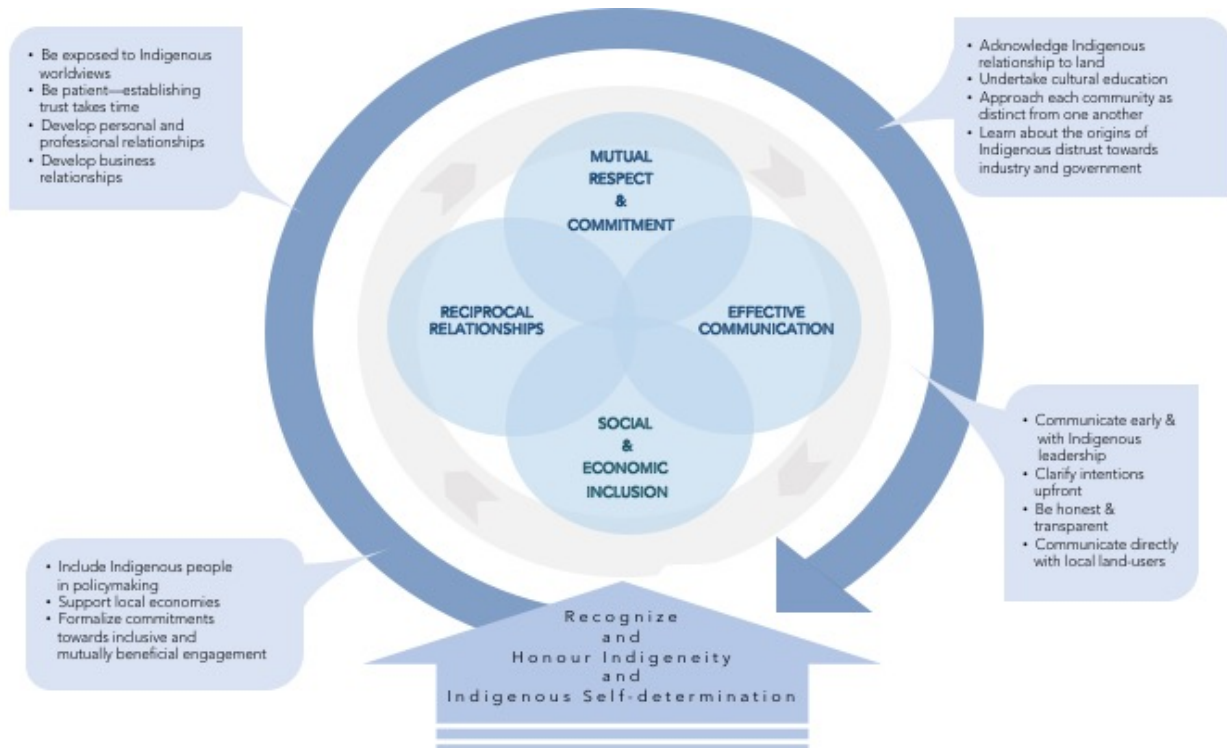 • Be exposed to Indigenous
worldviews
• Be patient—establishing
trust takes time
• Develop personal and
professional relationships
• Develop business
relationships
• Acknowledge Indigenous
relationship to land
• Undertake cultural education
• Approach each community as
distinct from one another
• Learn about the origins of
Indigenous distrust towards
industry and government
MUTUAL
RESPECT
&
COMMITMENT
RECIPROCAL
RELATIONSHIPS
EFFECTIVE
COMMUNICATION
SOCIAL
&
ECONOMIC
INCLUSION
• Communicate early &
with Indigenous
leadership
• Clarify intentions
upfront
• Be honest &
transparent
• Communicate directly
with local land-users
• Include Indigenous people
in policymaking
• Support local economies
• Formalize commitments
towards inclusive and
mutually beneficial engagement
Recognize
and
Honour Indigeneity
and
Indigenous Self-determination